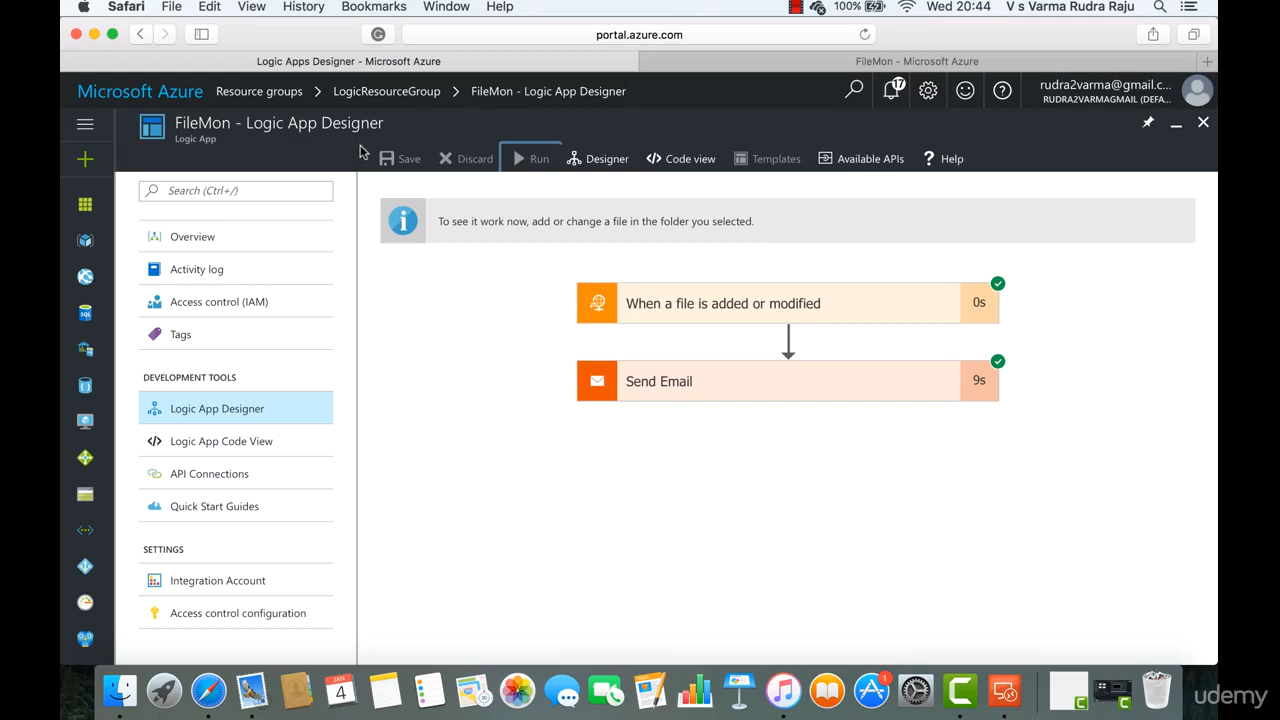 Safari File Edit View History Bookmarks Window Help 100% Wed 20:44 V s Varma Rudra Raju
portal.azure.com
Logic Apps Designer - Microsoft Azure FileMon - Microsoft Azure
Microsoft Azure Resource groups > LogicResourceGroup > FileMon - Logic App Designer 17 rudra2varma@gmail.c...
RUDRA2VARMAGMAIL (DEFA...
FileMon - Logic App Designer
Logic App
Save Discard Run Designer Code view Templates Available APIs Help
Search (Ctrl+/)
Overview
Activity log
Access control (IAM)
Tags
DEVELOPMENT TOOLS
Logic App Designer
Logic App Code View
API Connections
Quick Start Guides
SETTINGS
Integration Account
Access control configuration
To see it work now, add or change a file in the folder you selected.
When a file is added or modified 0s
Send Email 9s
SQL
JAN
4
1
udemy